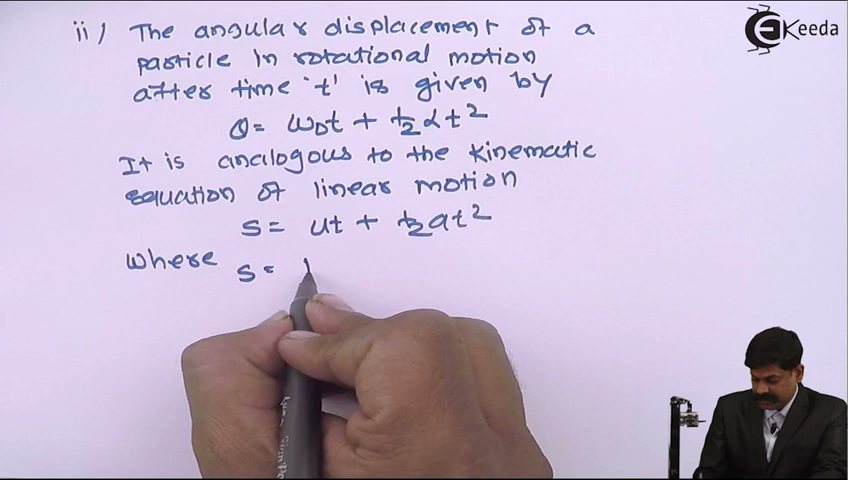 ii) The angular displacement of a
particle in rotational motion
after time 't' is given by
θ = ω₀t + ½αt²
It is analogous to the kinematic
equation of linear motion
s = ut + ½at²
where s =
EKeeda